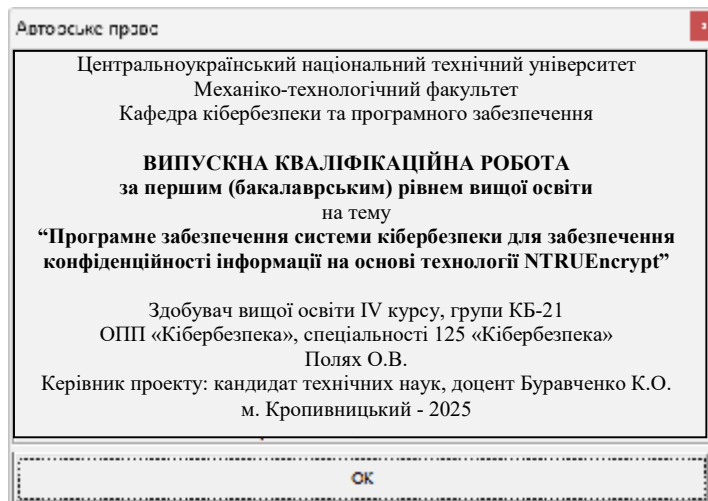 Авторське право
Центральноукраїнський національний технічний університет
Механіко-технологічний факультет
Кафедра кібербезпеки та програмного забезпечення
ВИПУСКНА КВАЛІФІКАЦІЙНА РОБОТА
за першим (бакалаврським) рівнем вищої освіти
на тему
“Програмне забезпечення системи кібербезпеки для забезпечення
конфіденційності інформації на основі технології NTRUEncrypt”
Здобувач вищої освіти IV курсу, групи КБ-21
ОПП «Кібербезпека», спеціальності 125 «Кібербезпека»
Полях О.В.
Керівник проекту: кандидат технічних наук, доцент Буравченко К.О.
м. Кропивницький - 2025
OK